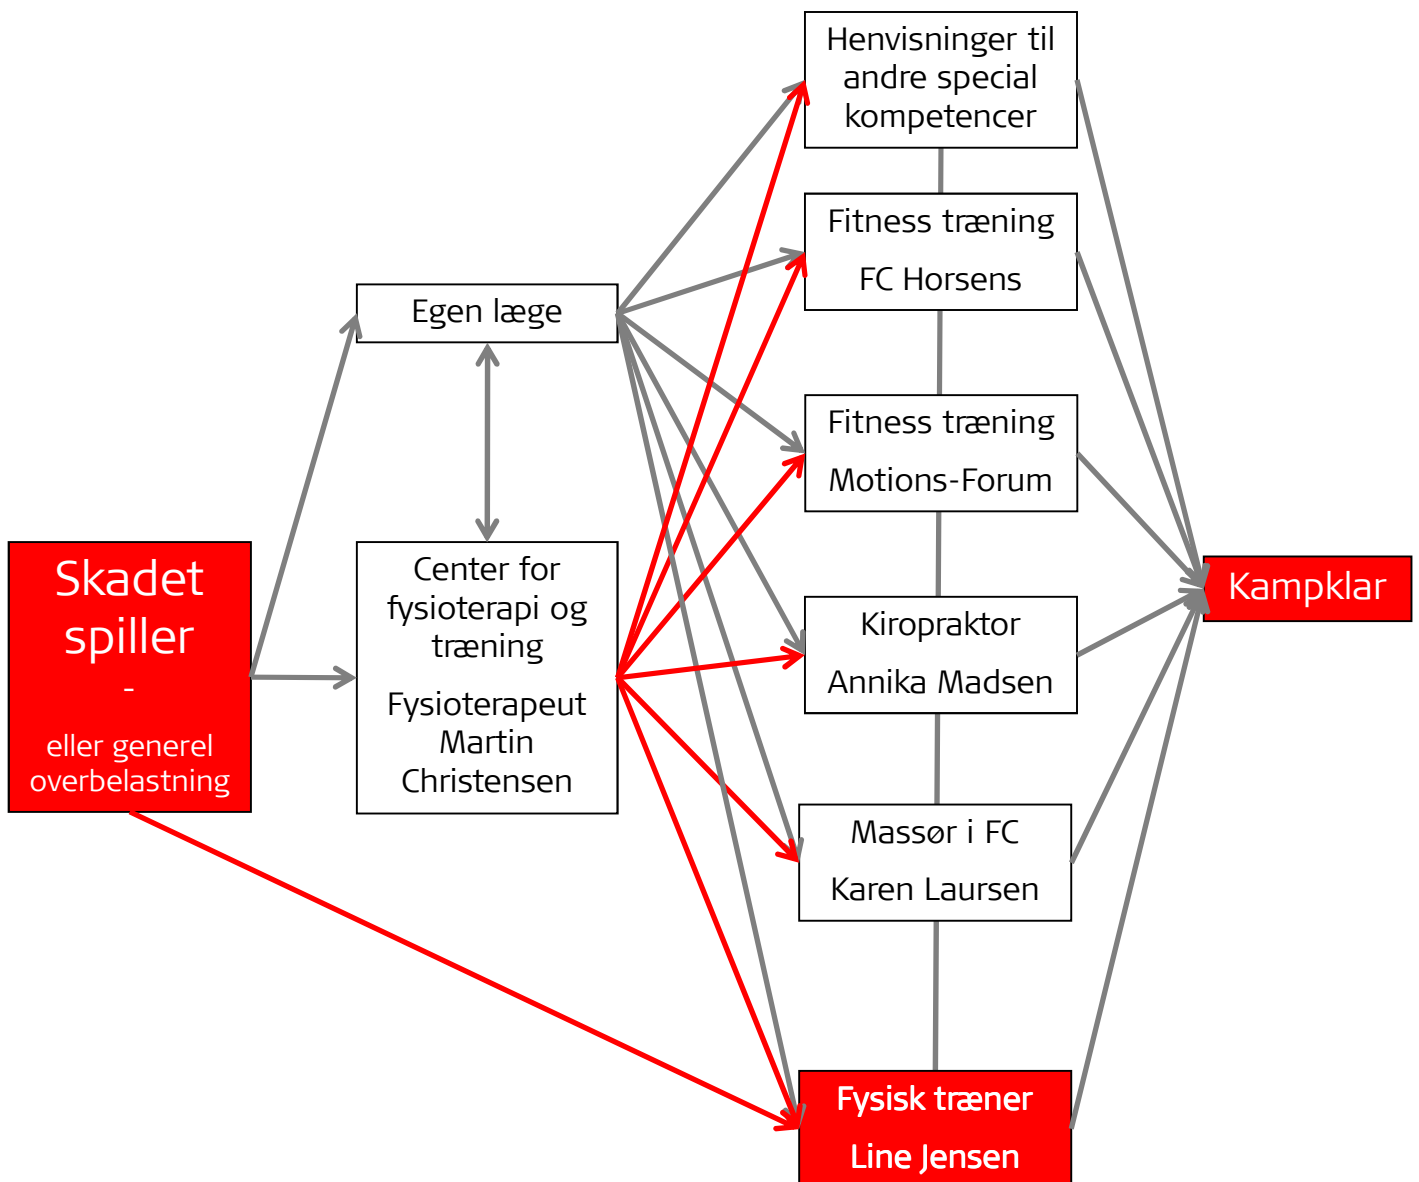 Henvisninger til
andre special
kompetencer
Fitness træning
FC Horsens
Egen læge
Fitness træning
Motions-Forum
Skadet
spiller
-
eller generel
overbelastning
Center for
fysioterapi og
træning
Fysioterapeut
Martin
Christensen
Kampklar
Kiropraktor
Annika Madsen
Massør i FC
Karen Laursen
Fysisk træner
Line Jensen